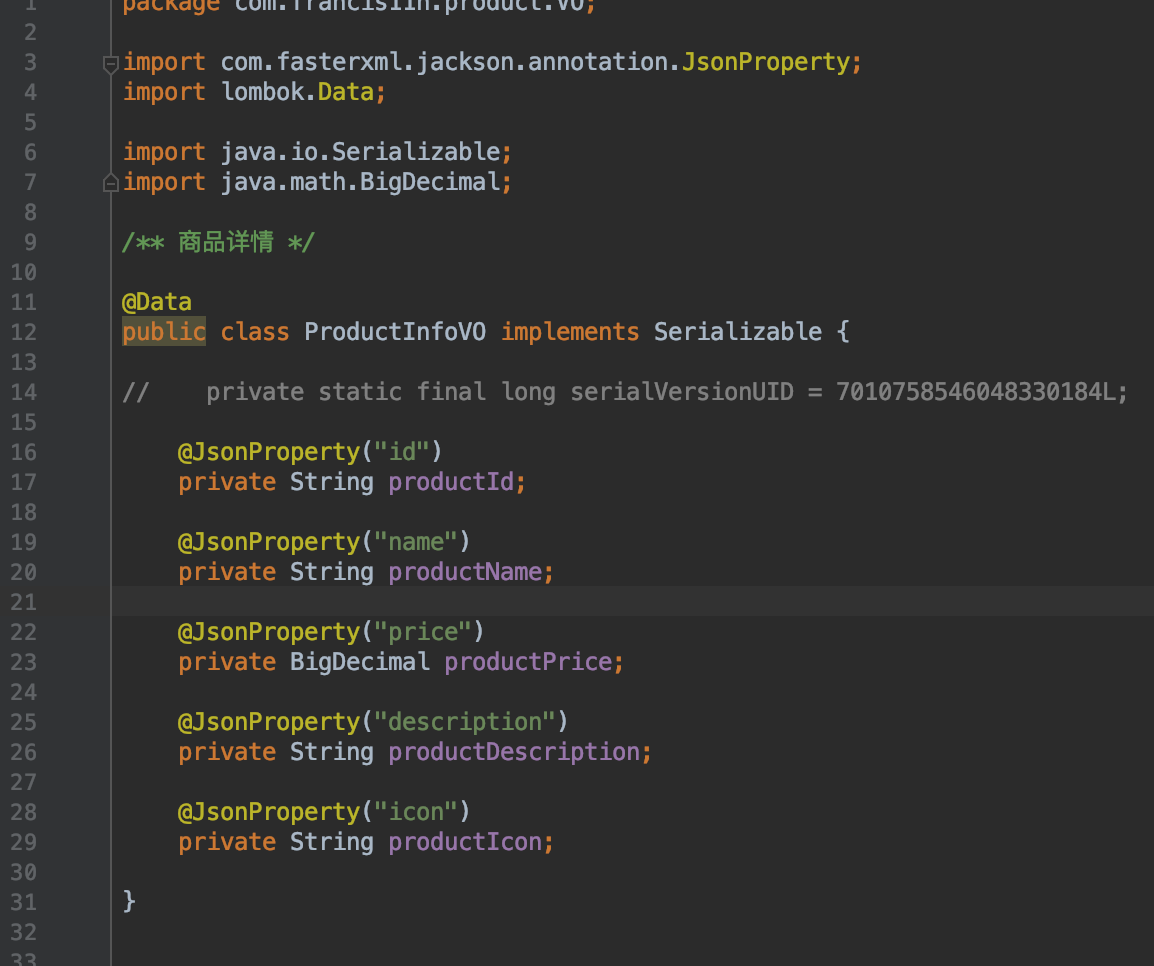 1 package com.francislin.product.VO;
2
3 import com.fasterxml.jackson.annotation.JsonProperty;
4 import lombok.Data;
5
6 import java.io.Serializable;
7 import java.math.BigDecimal;
8
9 /** 商品详情 */
10
11 @Data
12 public class ProductInfoVO implements Serializable {
13
14 //    private static final long serialVersionUID = 7010758546048330184L;
15
16     @JsonProperty("id")
17     private String productId;
18
19     @JsonProperty("name")
20     private String productName;
21
22     @JsonProperty("price")
23     private BigDecimal productPrice;
24
25     @JsonProperty("description")
26     private String productDescription;
27
28     @JsonProperty("icon")
29     private String productIcon;
30
31 }
32
33